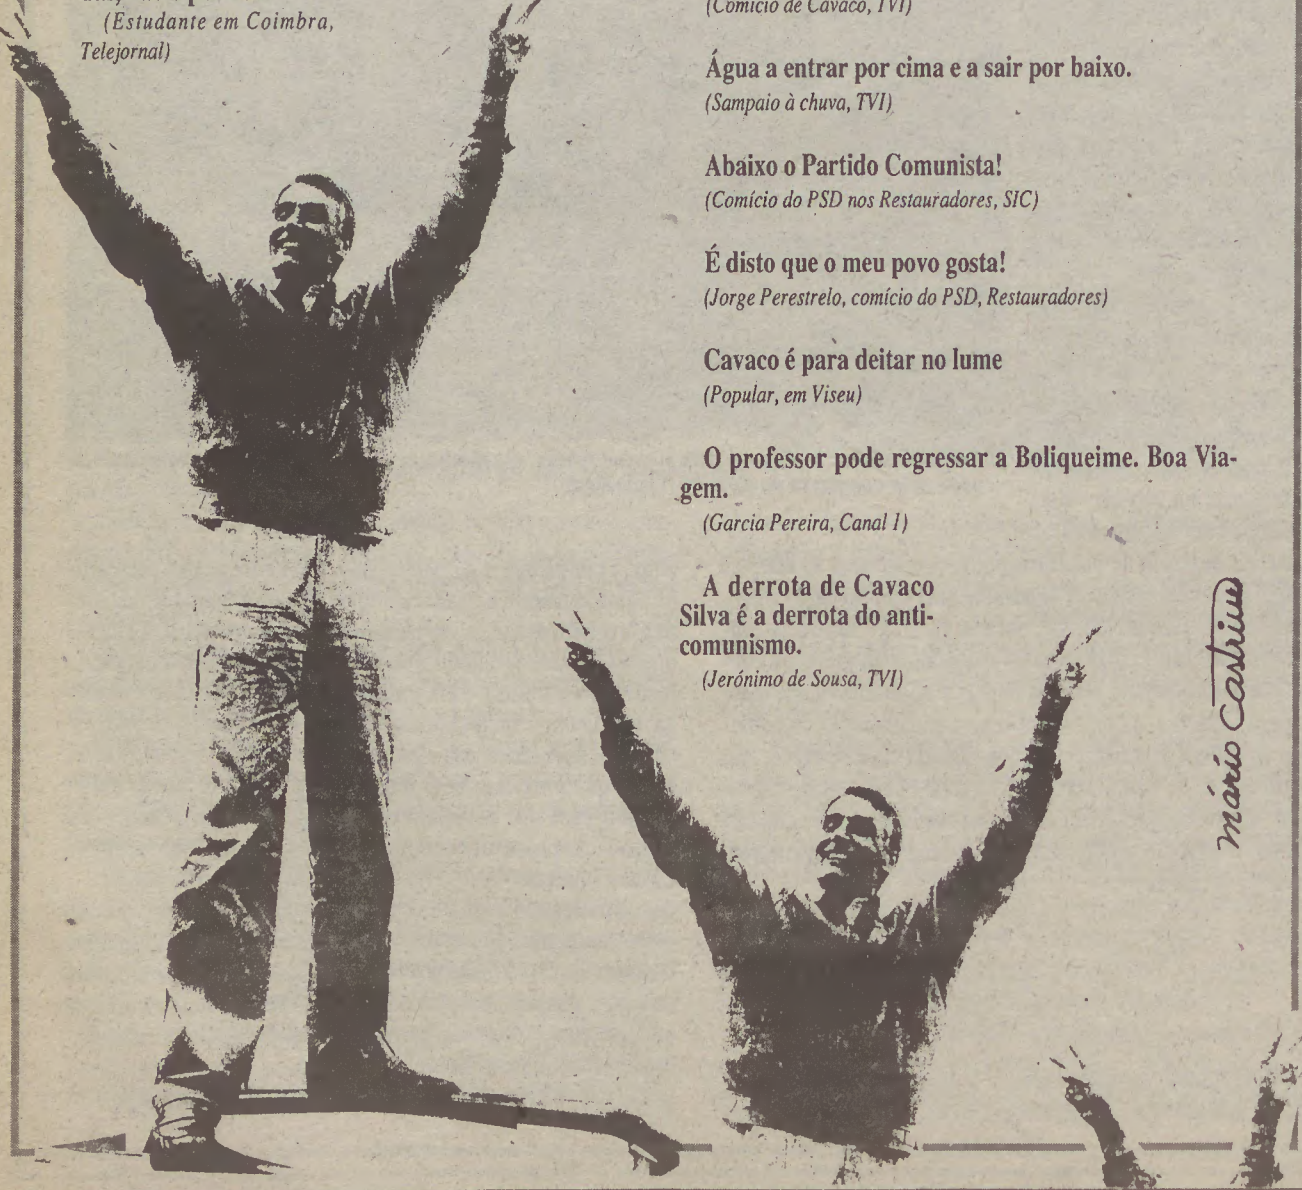 (Estudante em Coimbra,
Telejornal)
(Comício de Cavaco, TVI)
Água a entrar por cima e a sair por baixo.
(Sampaio à chuva, TVI)
Abaixo o Partido Comunista!
(Comício do PSD nos Restauradores, SIC)
É disto que o meu povo gosta!
(Jorge Perestrelo, comício do PSD, Restauradores)
Cavaco é para deitar no lume
(Popular, em Viseu)
O professor pode regressar a Boliqueime. Boa Via-
gem.
(Garcia Pereira, Canal 1)
A derrota de Cavaco
Silva é a derrota do anti-
comunismo.
(Jerónimo de Sousa, TVI)
mário castrim